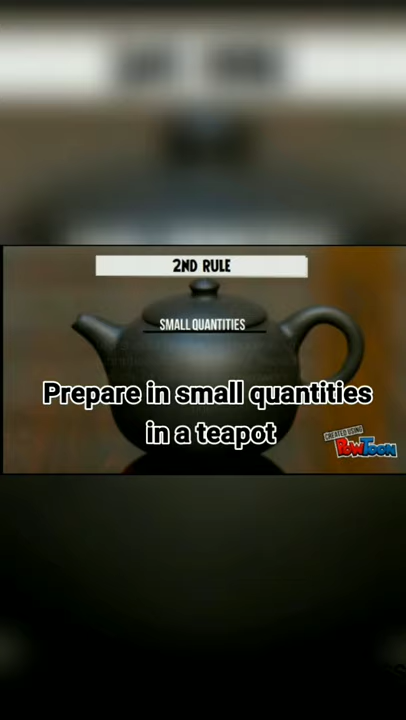 2ND RULE
SMALL QUANTITIES
Prepare in small quantities
in a teapot
CREATED USING
POWTOON